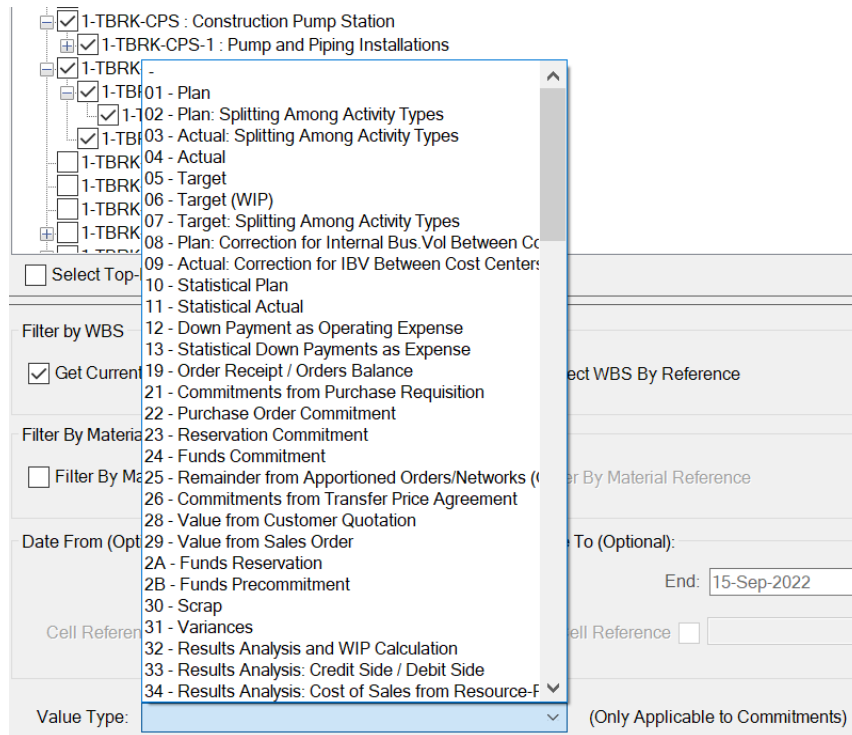 1-TBRK-CPS : Construction Pump Station
1-TBRK-CPS-1 : Pump and Piping Installations
1-TBRK
-
1-TBR
01 - Plan
1-T
02 - Plan: Splitting Among Activity Types
1-TBR
03 - Actual: Splitting Among Activity Types
1-TBRK
04 - Actual
1-TBRK
05 - Target
1-TBRK
06 - Target (WIP)
1-TBRK
07 - Target: Splitting Among Activity Types
08 - Plan: Correction for Internal Bus.Vol Between
Select Top-
09 - Actual: Correction for IBV Between Cost Centers
10 - Statistical Plan
11 - Statistical Actual
Filter by WBS
12 - Down Payment as Operating Expense
13 - Statistical Down Payments as Expense
Get Current
19 - Order Receipt / Orders Balance
ect WBS By Reference
21 - Commitments from Purchase Requisition
22 - Purchase Order Commitment
Filter By Materia
23 - Reservation Commitment
24 - Funds Commitment
Filter By Ma
25 - Remainder from Apportioned Orders/Networks (
er By Material Reference
26 - Commitments from Transfer Price Agreement
28 - Value from Customer Quotation
Date From (Opti
29 - Value from Sales Order
To (Optional):
2A - Funds Reservation
2B - Funds Precommitment
End: 15-Sep-2022
30 - Scrap
Cell Referen
31 - Variances
ell Reference
32 - Results Analysis and WIP Calculation
33 - Results Analysis: Credit Side / Debit Side
34 - Results Analysis: Cost of Sales from Resource-
Value Type:
(Only Applicable to Commitments)